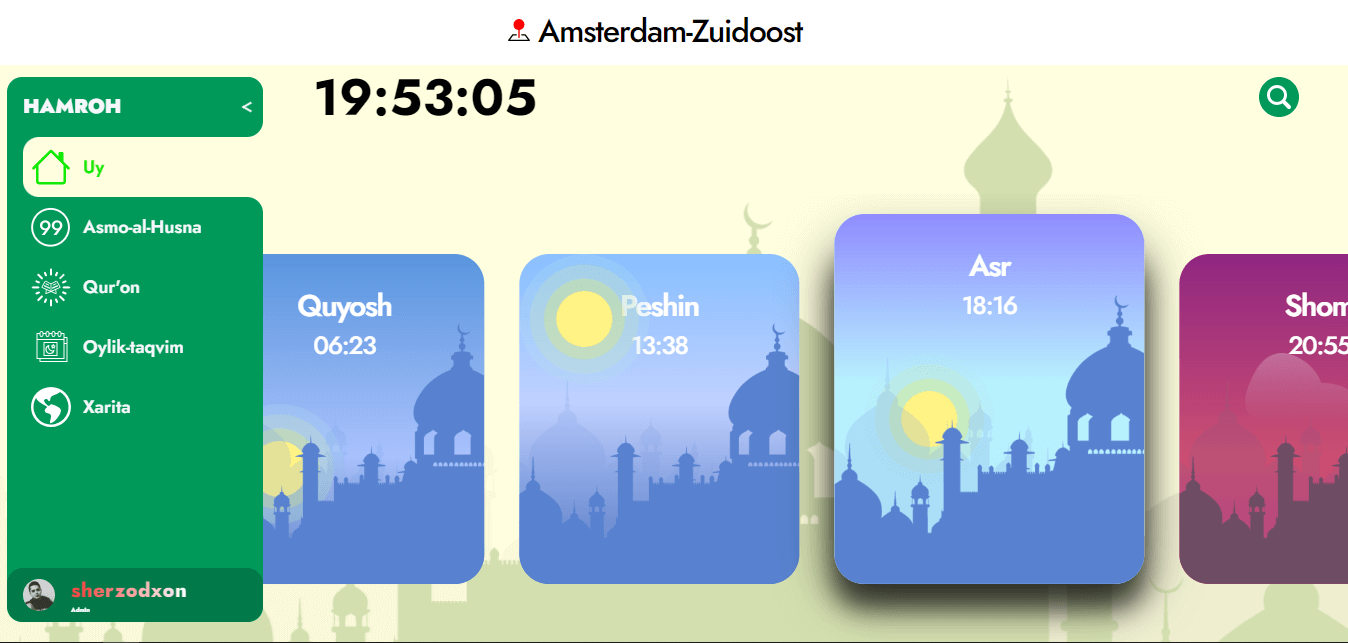 Amsterdam-Zuidoost
HAMROH <
19:53:05
Uy
99 Asmo-al-Husna
Qur'on
Oylik-taqvim
Xarita
sherzodxon
Admin
Quyosh
06:23
Peshin
13:38
Asr
18:16
Shom
20:55